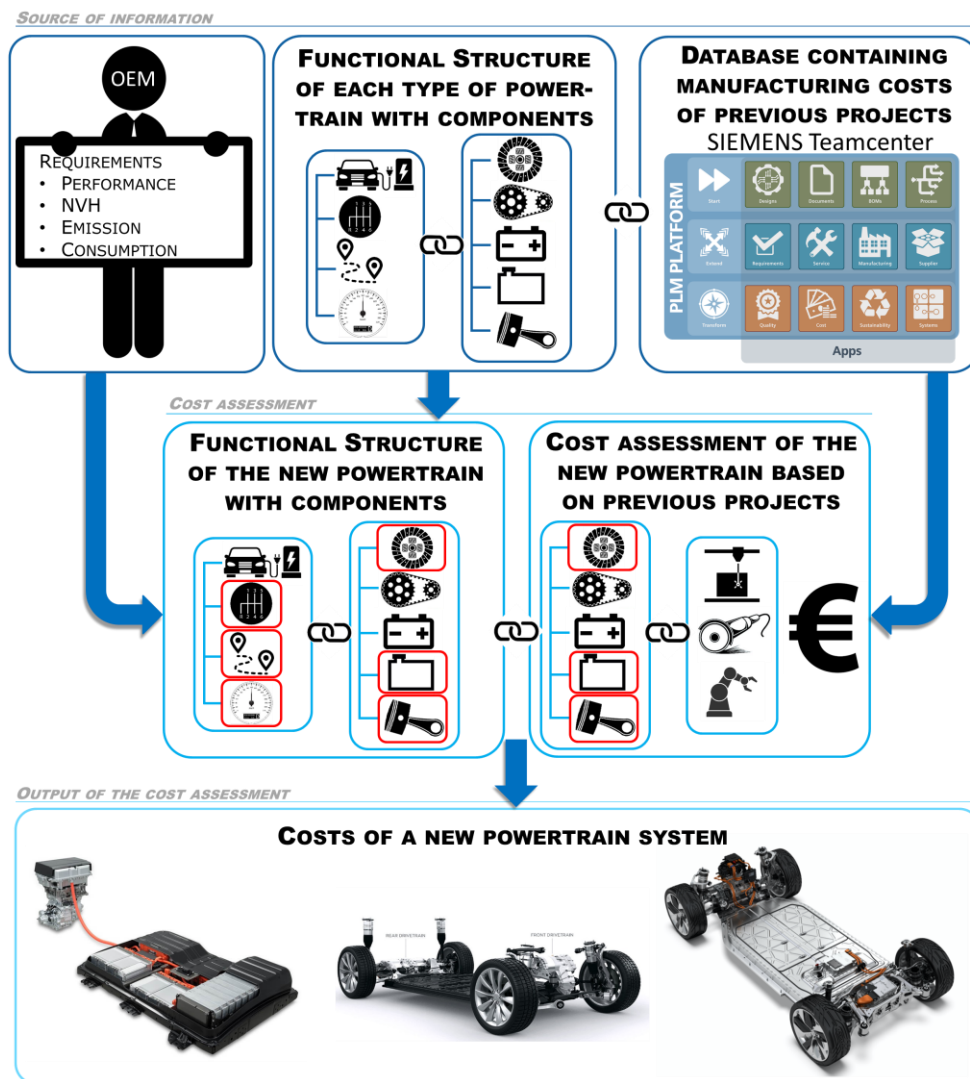 SOURCE OF INFORMATION
OEM
REQUIREMENTS
• PERFORMANCE
• NVH
• EMISSION
• CONSUMPTION
FUNCTIONAL STRUCTURE
OF EACH TYPE OF POWER-
TRAIN WITH COMPONENTS
DATABASE CONTAINING
MANUFACTURING COSTS
OF PREVIOUS PROJECTS
SIEMENS Teamcenter
PLM PLATFORM
Start
Designs
Documents
BOMs
Process
Extend
Requirements
Service
Manufacturing
Supplier
Transform
Quality
Cost
Sustainability
Systems
Apps
COST ASSESSMENT
FUNCTIONAL STRUCTURE
OF THE NEW POWERTRAIN
WITH COMPONENTS
COST ASSESSMENT OF THE
NEW POWERTRAIN BASED
ON PREVIOUS PROJECTS
€
OUTPUT OF THE COST ASSESSMENT
COSTS OF A NEW POWERTRAIN SYSTEM
REAR DRIVETRAIN
FRONT DRIVETRAIN